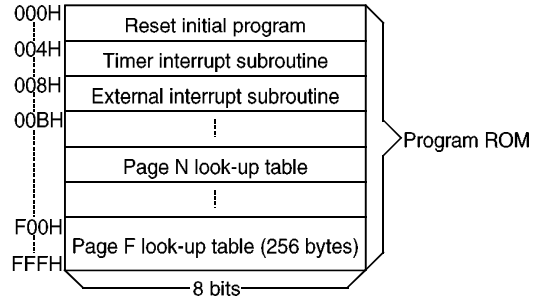 000H
Reset initial program
004H
Timer interrupt subroutine
008H
External interrupt subroutine
00BH
Program ROM
Page N look-up table
F00H
Page F look-up table (256 bytes)
FFFH
8 bits